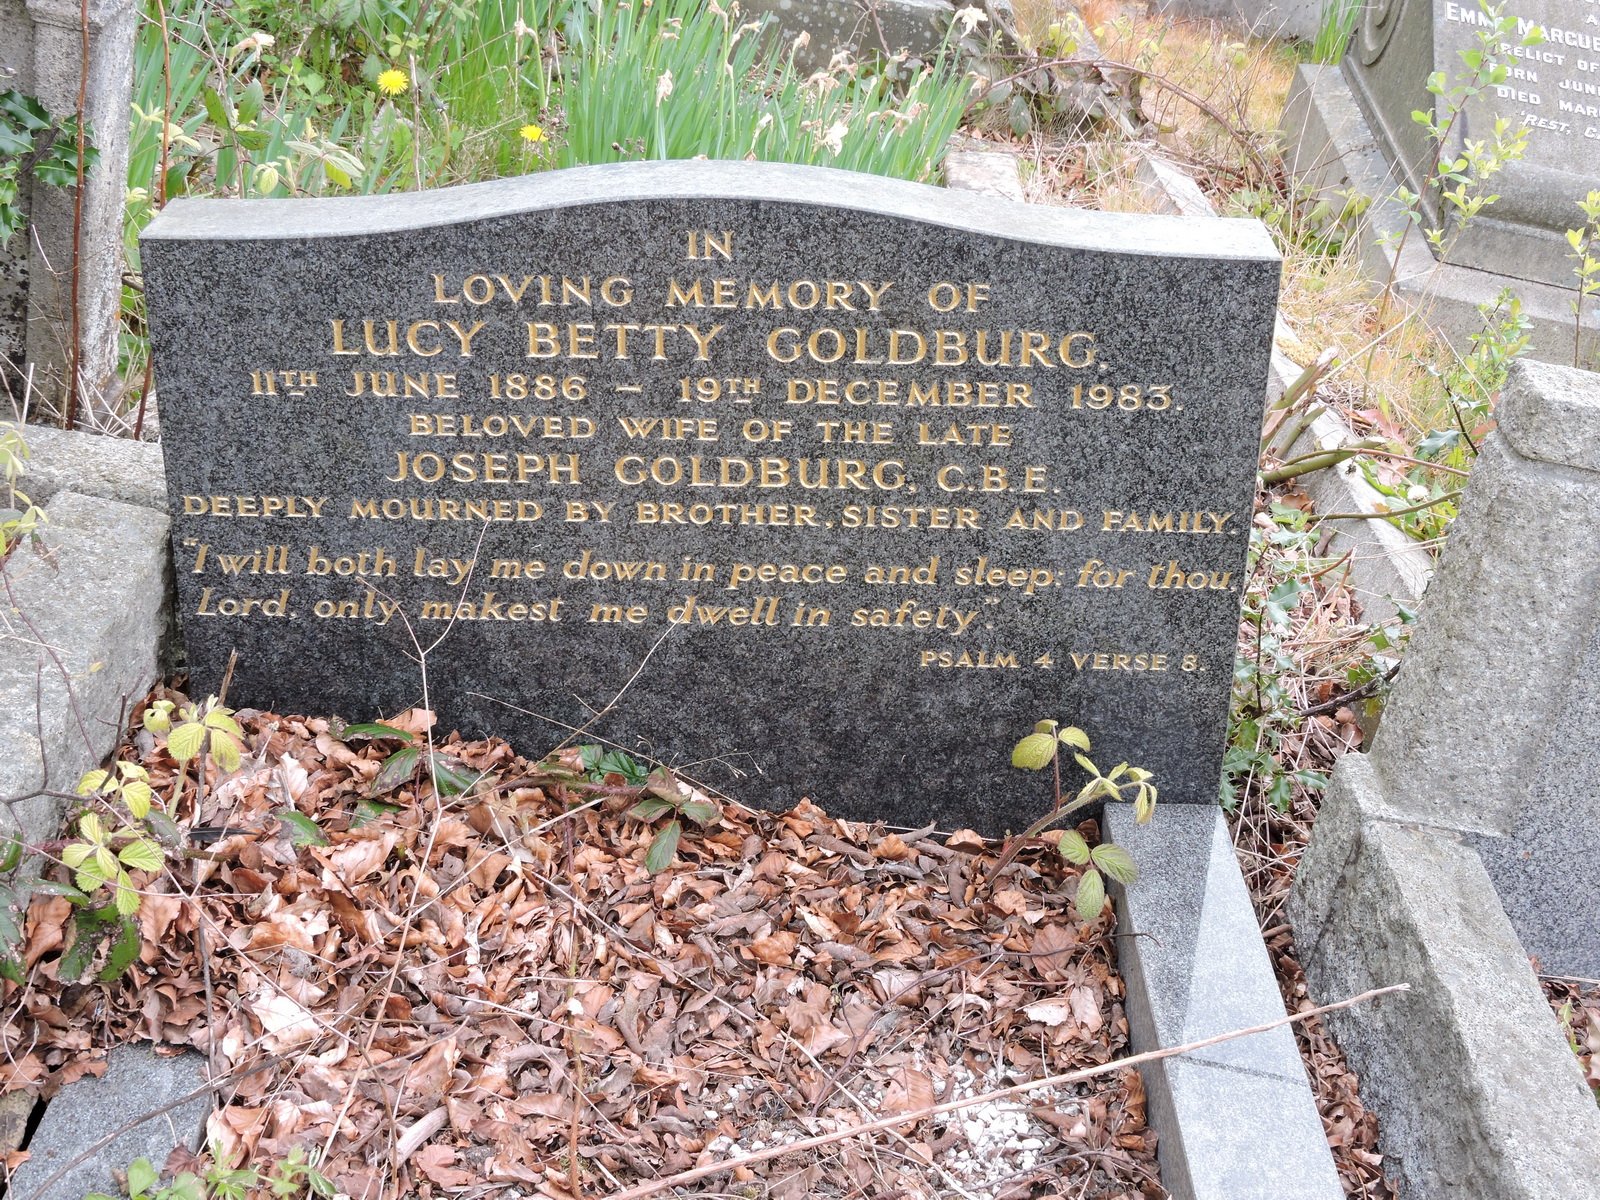 IN
LOVING MEMORY OF
LUCY BETTY GOLDBURG.
11TH JUNE 1886 – 19TH DECEMBER 1983.
BELOVED WIFE OF THE LATE
JOSEPH GOLDBURG, C.B.E.
DEEPLY MOURNED BY BROTHER, SISTER AND FAMILY.
"I will both lay me down in peace and sleep: for thou,
Lord, only makest me dwell in safety".
PSALM 4 VERSE 8.
RELICT OF
BORN JUN
DIED MAR
"REST,